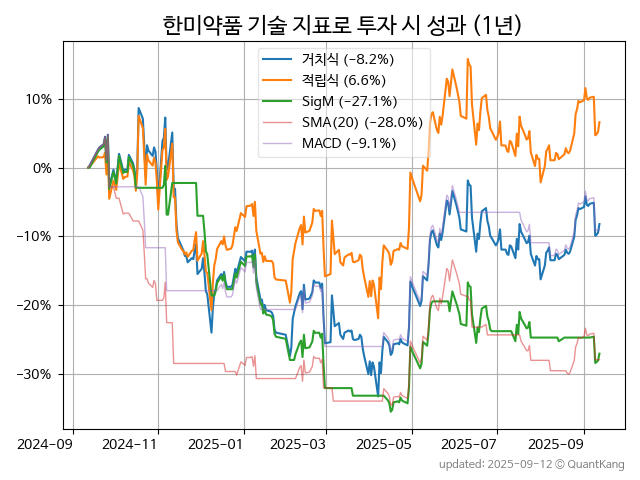 한미약품 기술 지표로 투자 시 성과 (1년)
거치식 (-8.2%)
적립식 (6.6%)
SigM (-27.1%)
SMA(20) (-28.0%)
MACD (-9.1%)
10%
0%
-10%
-20%
-30%
2024-09 2024-11 2025-01 2025-03 2025-05 2025-07 2025-09
updated: 2025-09-12 © QuantKang